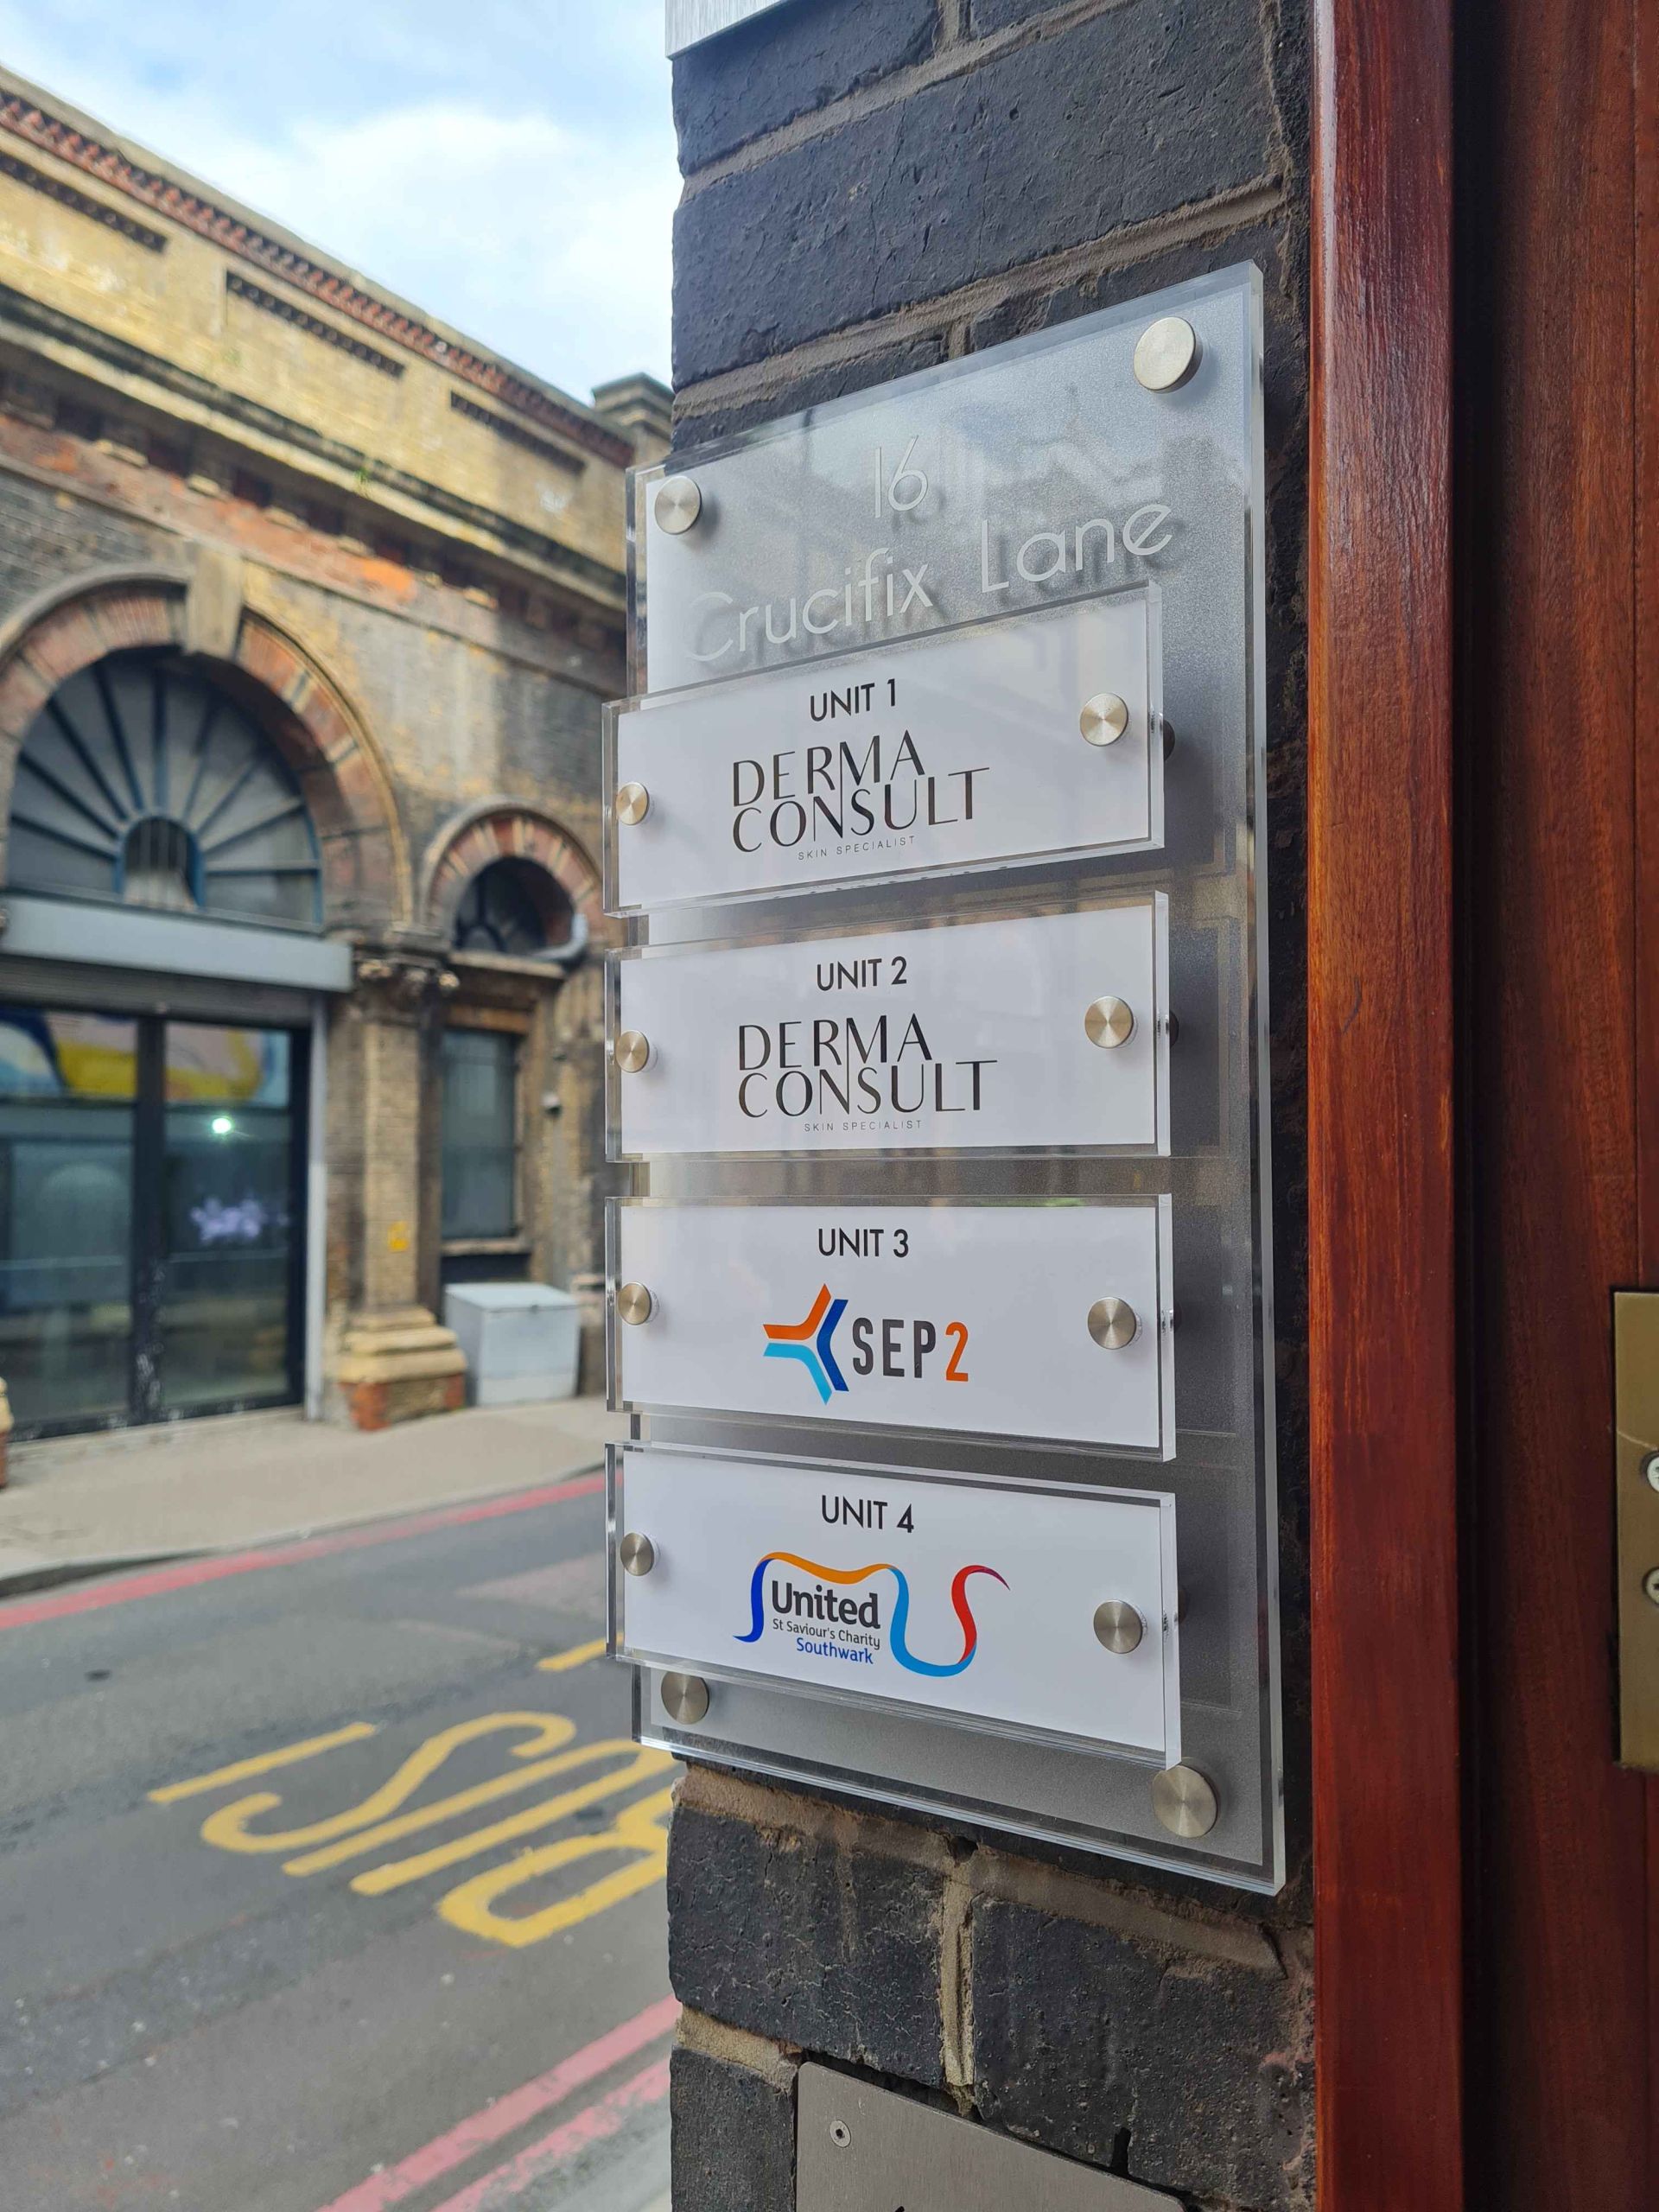 16
Crucifix Lane
UNIT 1
DERMA
CONSULT
SKIN SPECIALIST
UNIT 2
DERMA
CONSULT
SKIN SPECIALIST
UNIT 3
SEP2
UNIT 4
United
St Saviour's Charity
Southwark
BUS